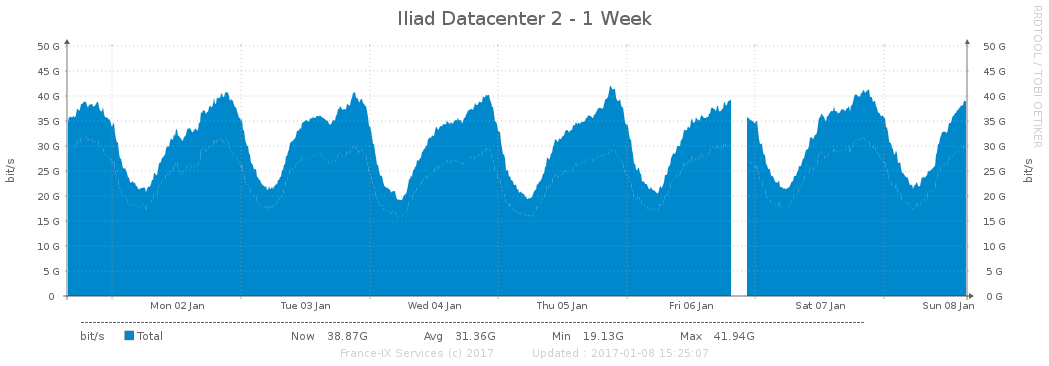 Iliad Datacenter 2 - 1 Week
RRDTOOL / TOBI OETIKER
bit/s
bit/s
50 G 50 G
45 G 45 G
40 G 40 G
35 G 35 G
30 G 30 G
25 G 25 G
20 G 20 G
15 G 15 G
10 G 10 G
5 G 5 G
0 0 G
Mon 02 Jan Tue 03 Jan Wed 04 Jan Thu 05 Jan Fri 06 Jan Sat 07 Jan Sun 08 Jan
bit/s Total Now 38.87G Avg 31.36G Min 19.13G Max 41.94G
France-IX Services (c) 2017 Updated : 2017-01-08 15:25:07